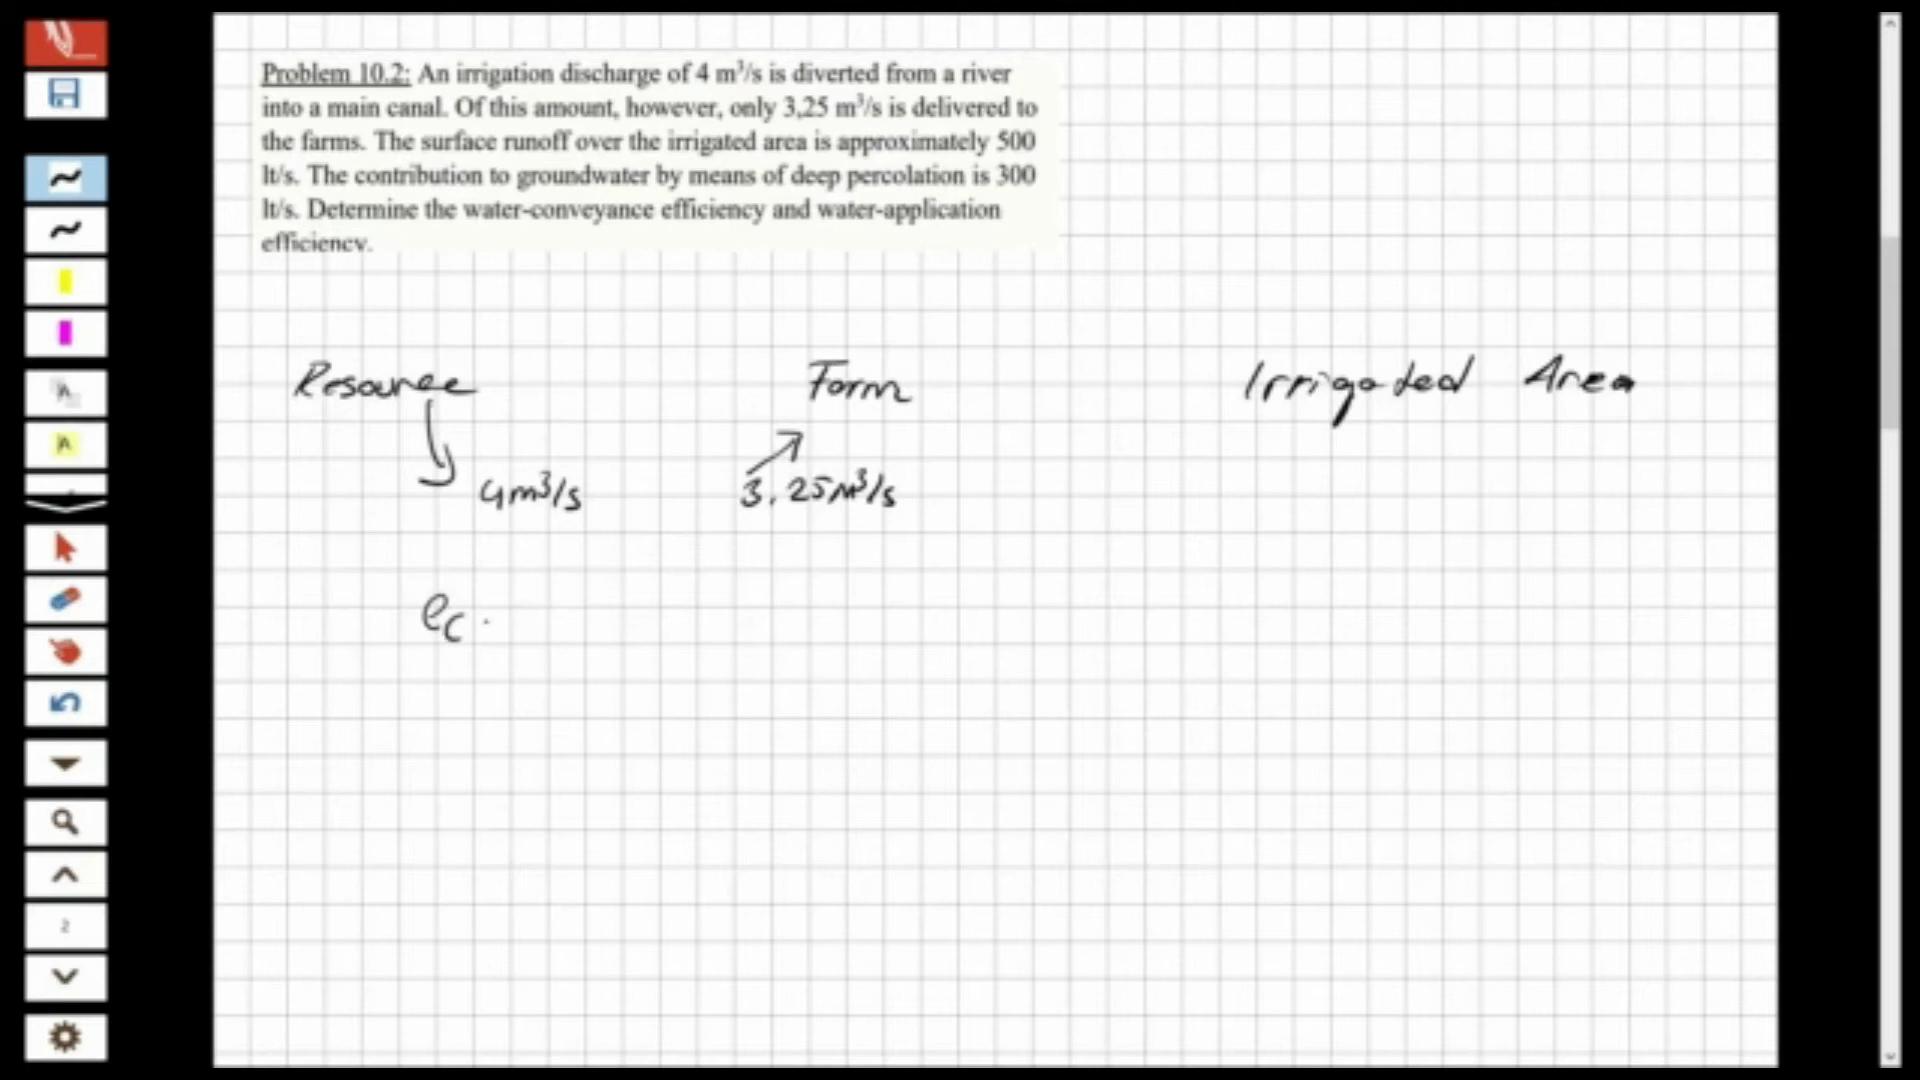 Problem 10.2: An irrigation discharge of 4 m³/s is diverted from a river
into a main canal. Of this amount, however, only 3,25 m³/s is delivered to
the farms. The surface runoff over the irrigated area is approximately 500
lt/s. The contribution to groundwater by means of deep percolation is 300
lt/s. Determine the water-conveyance efficiency and water-application
efficiency.
Resource Farm Irrigated Area
4m³/s 3.25m³/s
ec
A
A
2